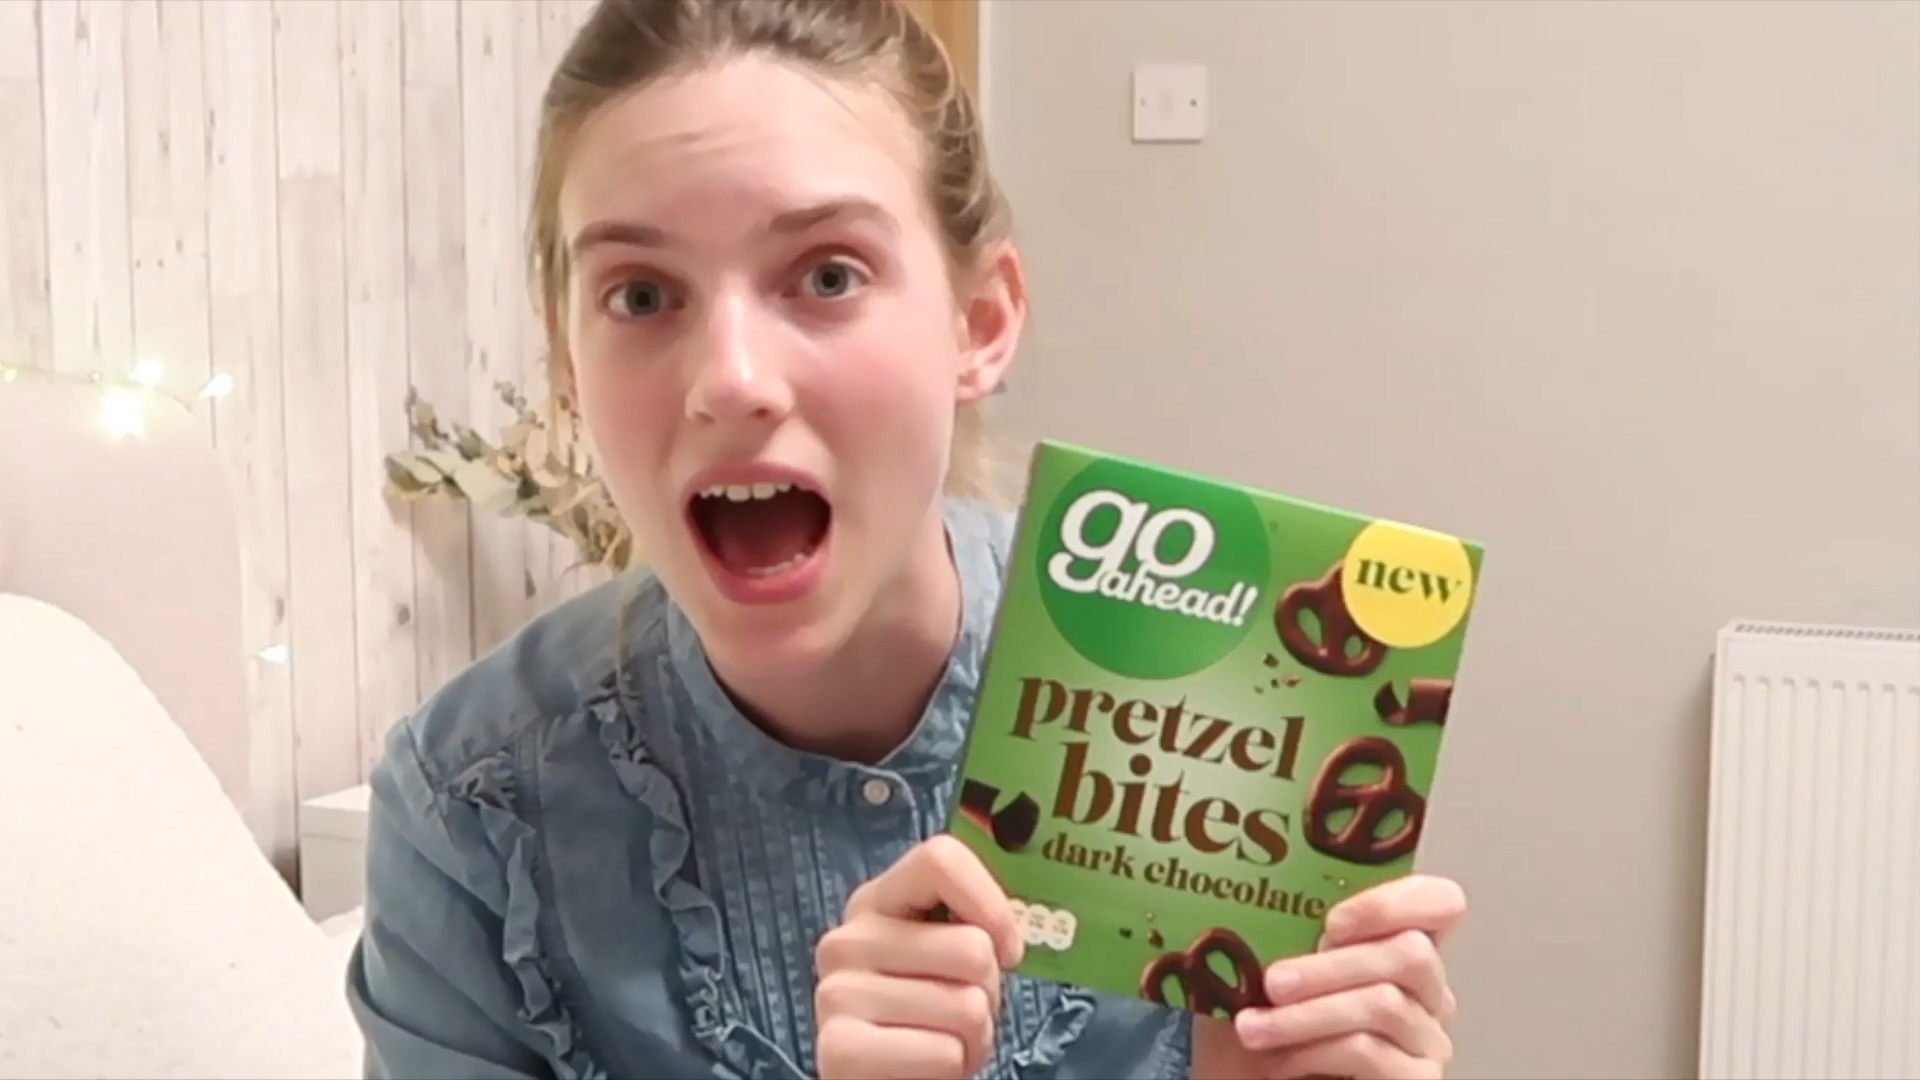 go
ahead!
new
pretzel
bites
dark chocolate